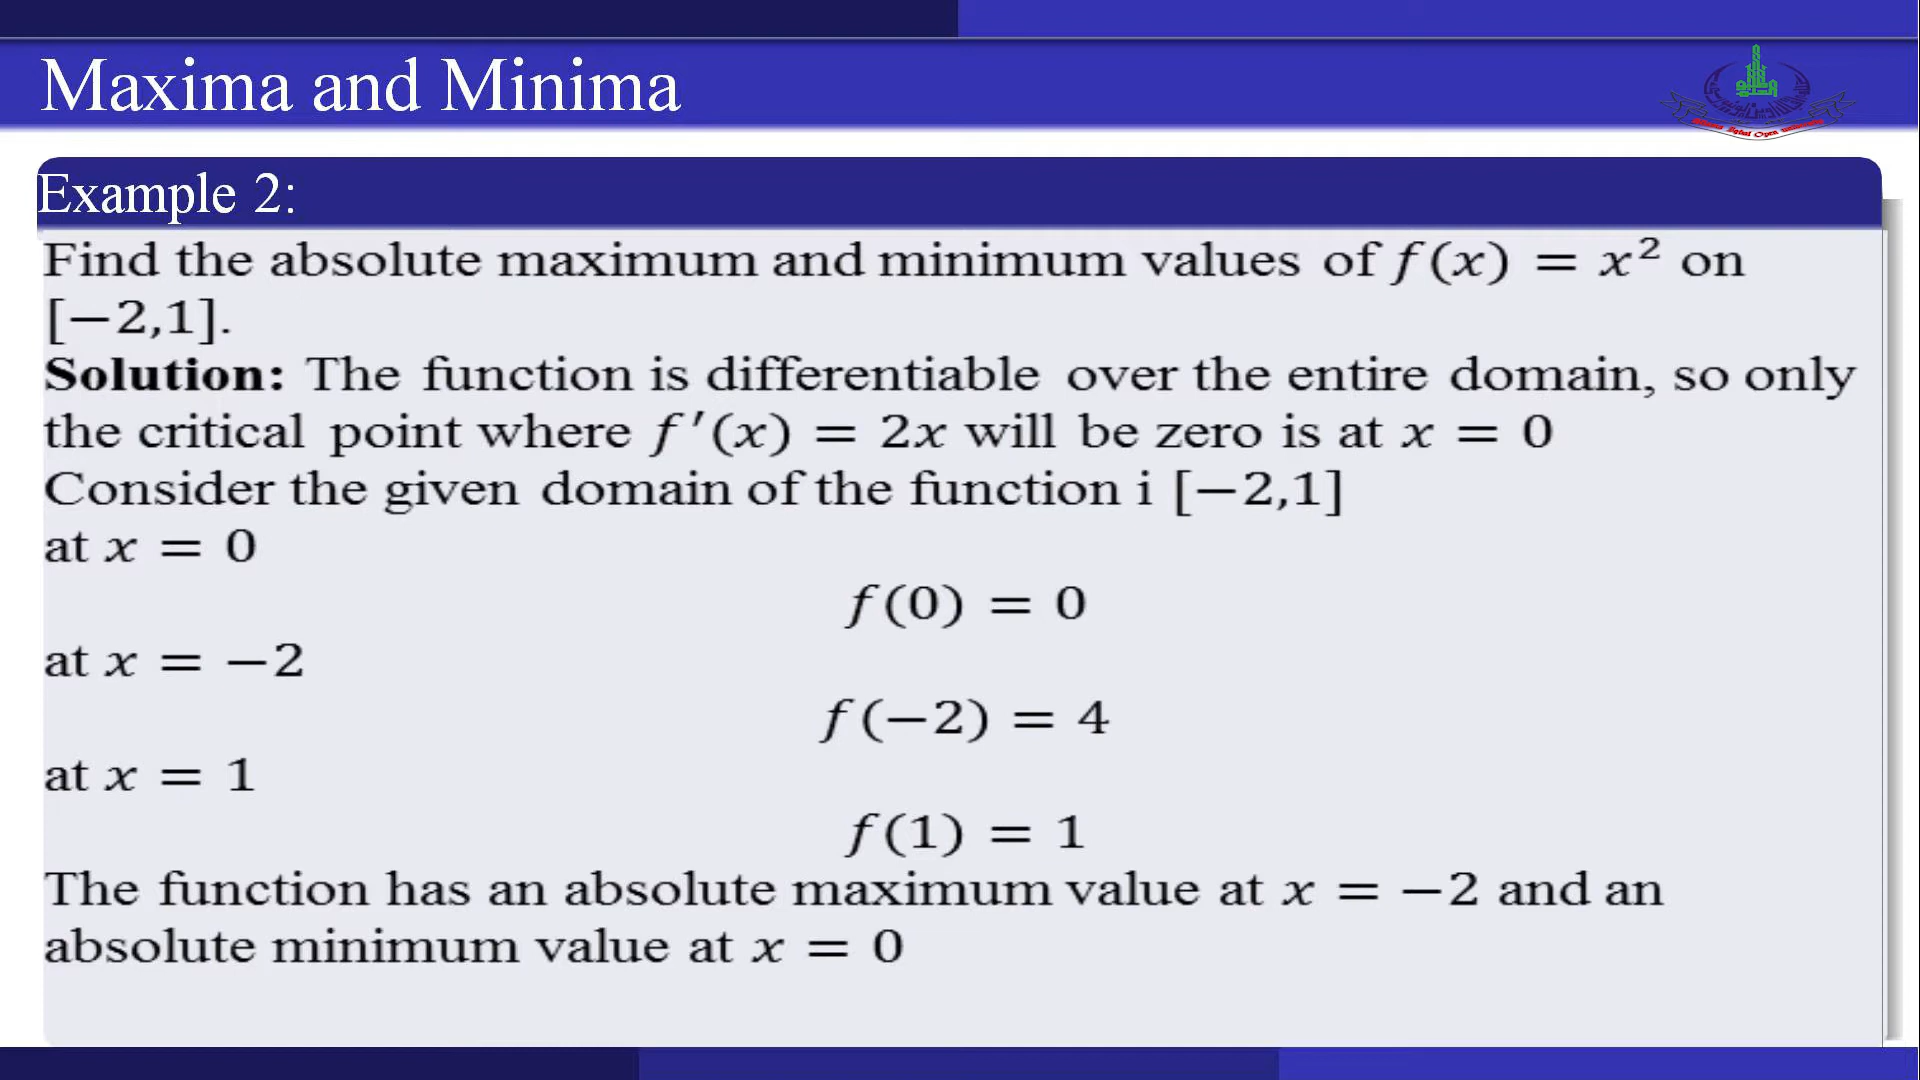 Maxima and Minima
Example 2:
Find the absolute maximum and minimum values of f(x) = x² on
[−2,1].
Solution: The function is differentiable over the entire domain, so only
the critical point where f′(x) = 2x will be zero is at x = 0
Consider the given domain of the function i [−2,1]
at x = 0
f(0) = 0
at x = −2
f(−2) = 4
at x = 1
f(1) = 1
The function has an absolute maximum value at x = −2 and an
absolute minimum value at x = 0